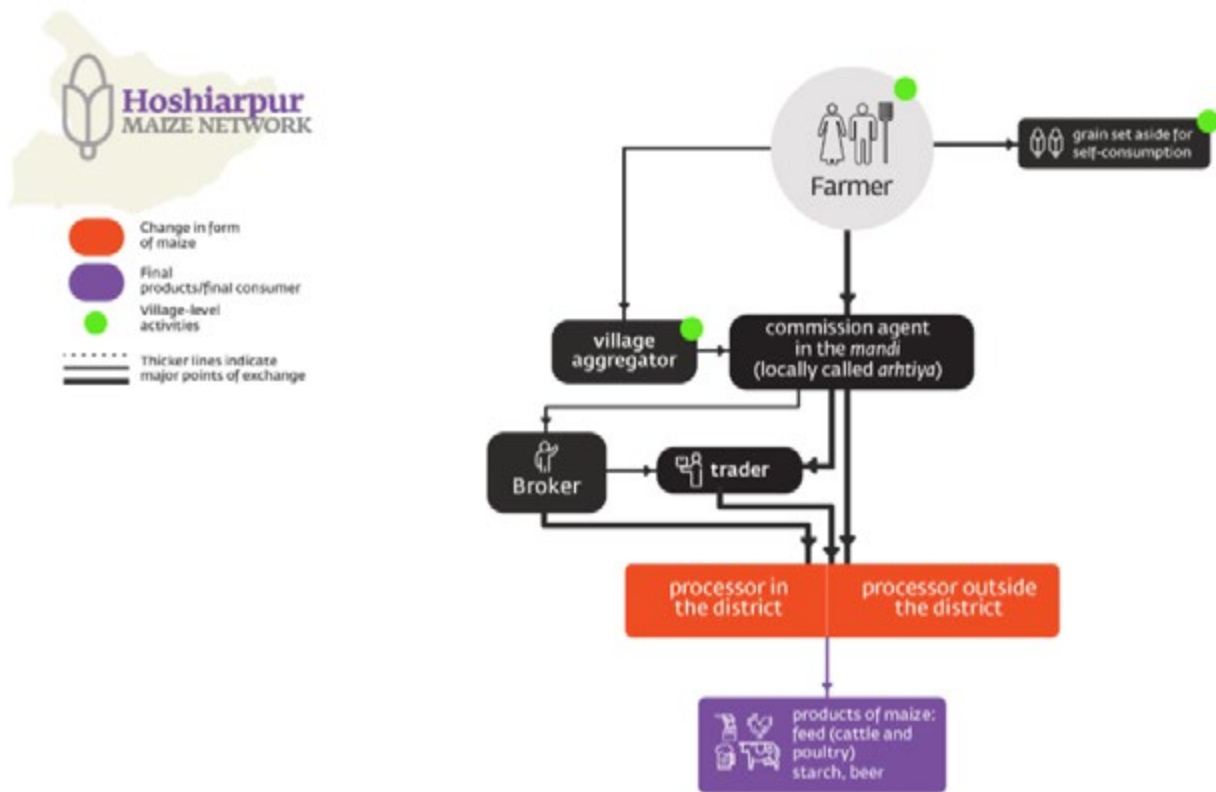 Hoshiarpur
MAIZE NETWORK
Change in form
of maize
Final
products/final consumer
Village-level
activities
Thicker lines indicate
major points of exchange
Farmer
grain set aside for
self-consumption
village
aggregator
commission agent
in the mandi
(locally called arhtiya)
Broker
trader
processor in
the district
processor outside
the district
products of maize:
feed (cattle and
poultry)
starch, beer